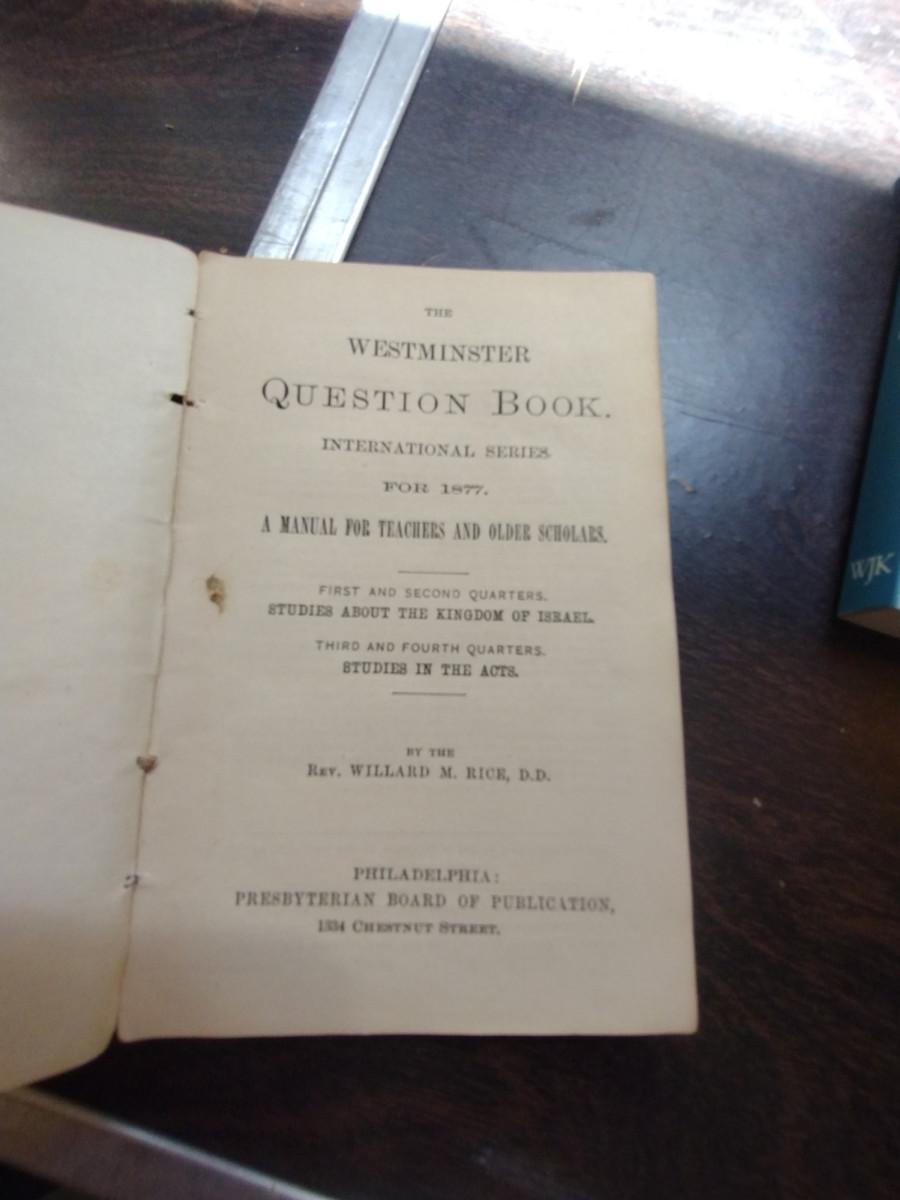 THE
WESTMINSTER
QUESTION BOOK.
INTERNATIONAL SERIES
FOR 1877.
A MANUAL FOR TEACHERS AND OLDER SCHOLARS.
FIRST AND SECOND QUARTERS.
STUDIES ABOUT THE KINGDOM OF ISRAEL.
THIRD AND FOURTH QUARTERS.
STUDIES IN THE ACTS.
BY THE
REV. WILLARD M. RICE, D.D.
PHILADELPHIA:
PRESBYTERIAN BOARD OF PUBLICATION,
1334 CHESTNUT STREET.
WJK